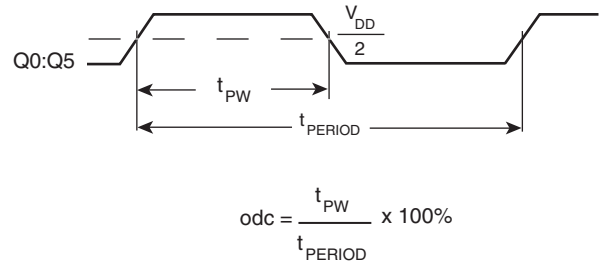 V_DD
2
Q0:Q5
t_PW
t_PERIOD
odc = t_PW / t_PERIOD x 100%